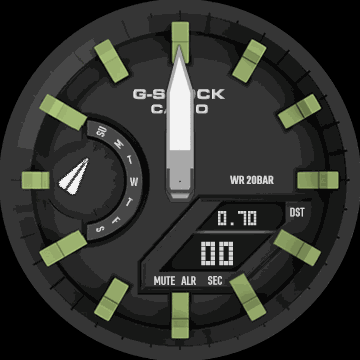 G-SHOCK
CASIO
SU
M
T
W
T
F
S
WR 20BAR
0.70 DST
00
MUTE ALR SEC